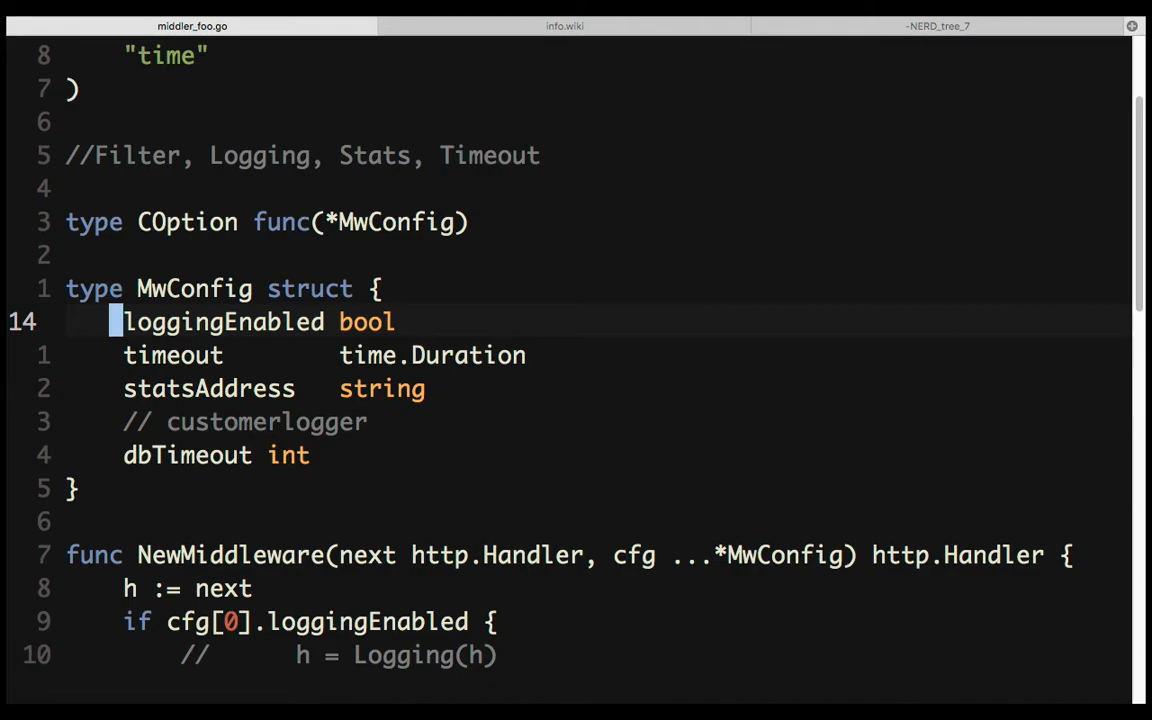 middler_foo.go info.wiki -NERD_tree_7
8 "time"
7 )
6
5 //Filter, Logging, Stats, Timeout
4
3 type COption func(*MwConfig)
2
1 type MwConfig struct {
14 loggingEnabled bool
1 timeout time.Duration
2 statsAddress string
3 // customerlogger
4 dbTimeout int
5 }
6
7 func NewMiddleware(next http.Handler, cfg ...*MwConfig) http.Handler {
8 h := next
9 if cfg[0].loggingEnabled {
10 // h = Logging(h)